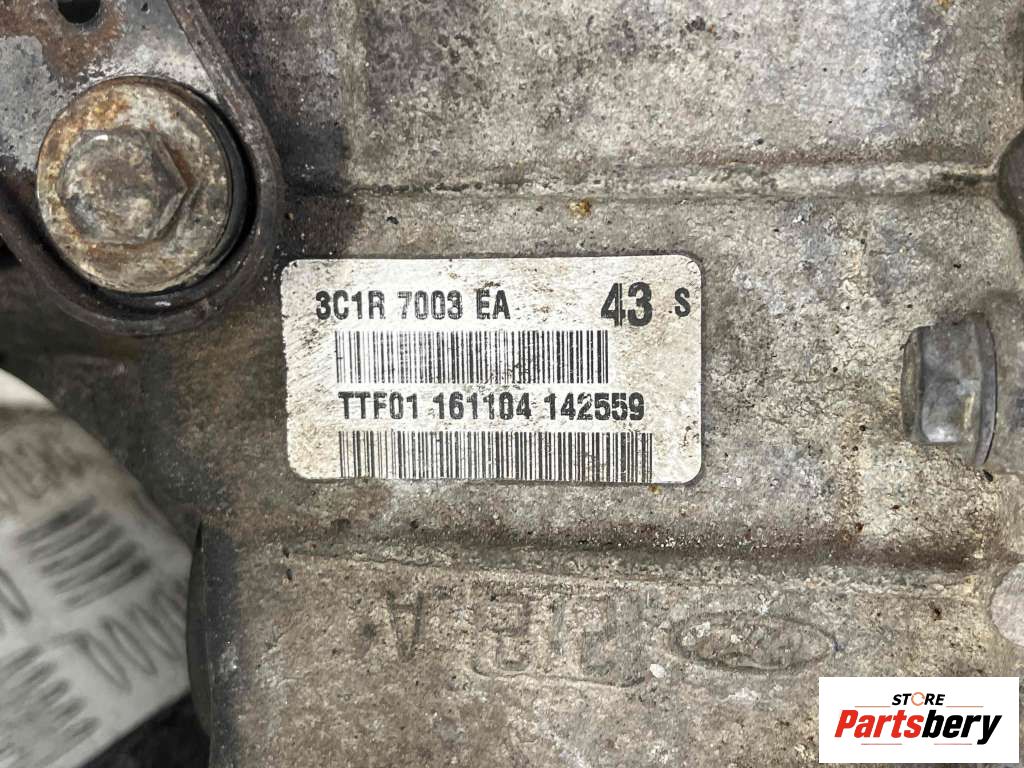 3C1R 7003 EA 43 S
TTF01 161104 142559
STORE
Partsbery